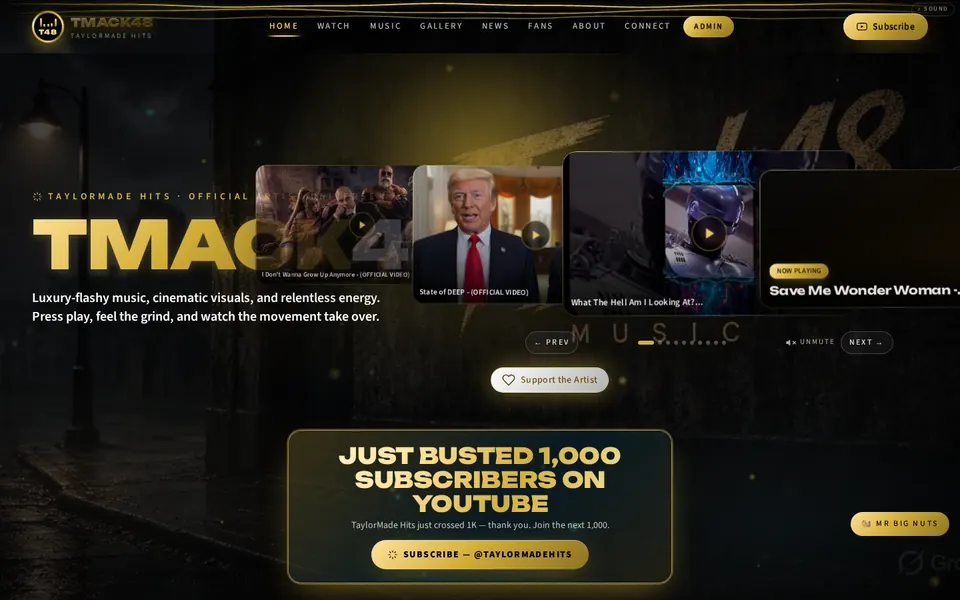 SOUND
T48
TMACK48
TAYLORMADE HITS
HOME WATCH MUSIC GALLERY NEWS FANS ABOUT CONNECT ADMIN
Subscribe
TAYLORMADE HITS · OFFICIAL
TMACK4
Luxury-flashy music, cinematic visuals, and relentless energy.
Press play, feel the grind, and watch the movement take over.
I Don't Wanna Grow Up Anymore - (OFFICIAL VIDEO)
State of DEEP - (OFFICIAL VIDEO)
What The Hell Am I Looking At?...
NOW PLAYING
Save Me Wonder Woman -
MUSIC
← PREV
UNMUTE
NEXT →
Support the Artist
JUST BUSTED 1,000
SUBSCRIBERS ON
YOUTUBE
TaylorMade Hits just crossed 1K — thank you. Join the next 1,000.
SUBSCRIBE — @TAYLORMADEHITS
MR BIG NUTS